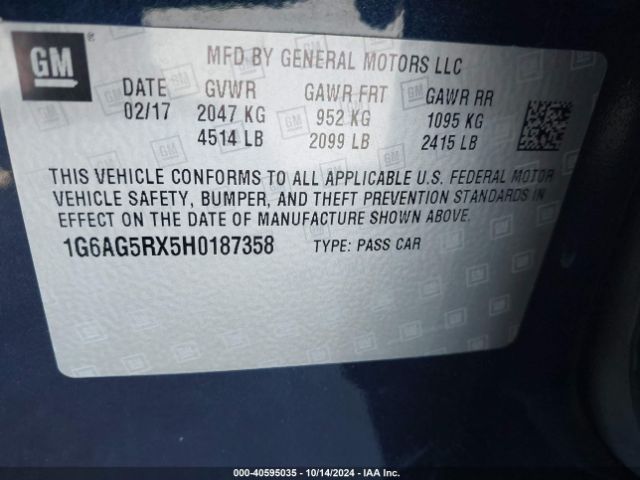 GM ®
MFD BY GENERAL MOTORS LLC
DATE GVWR GAWR FRT GAWR RR
02/17 2047 KG 952 KG 1095 KG
4514 LB 2099 LB 2415 LB
THIS VEHICLE CONFORMS TO ALL APPLICABLE U.S. FEDERAL MOTOR
VEHICLE SAFETY, BUMPER, AND THEFT PREVENTION STANDARDS IN
EFFECT ON THE DATE OF MANUFACTURE SHOWN ABOVE.
1G6AG5RX5H0187358 TYPE: PASS CAR
© - 40595035 - 10/14/2024 - IAA Inc.